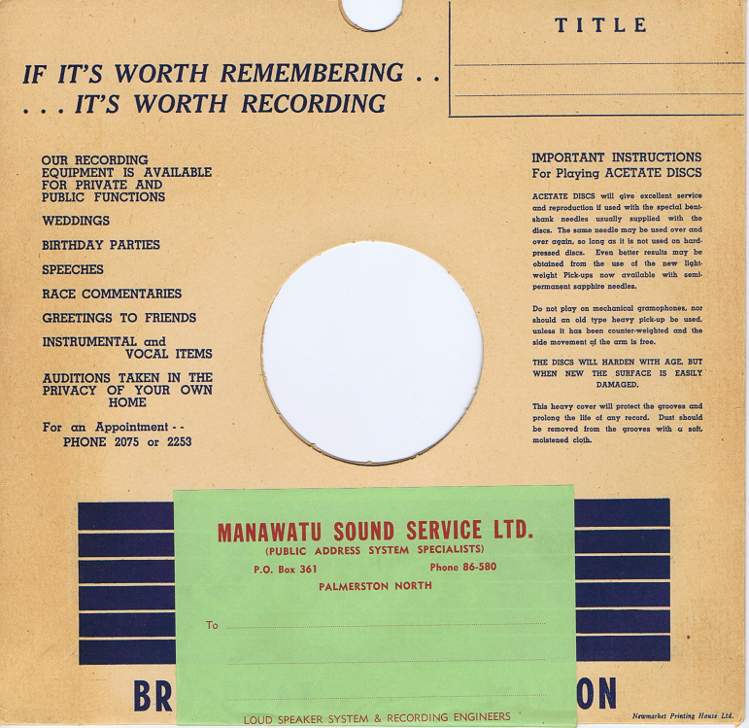 TITLE
IF IT'S WORTH REMEMBERING . .
. . . IT'S WORTH RECORDING
OUR RECORDING
EQUIPMENT IS AVAILABLE
FOR PRIVATE AND
PUBLIC FUNCTIONS
WEDDINGS
BIRTHDAY PARTIES
SPEECHES
RACE COMMENTARIES
GREETINGS TO FRIENDS
INSTRUMENTAL and
VOCAL ITEMS
AUDITIONS TAKEN IN THE
PRIVACY OF YOUR OWN
HOME
For an Appointment - -
PHONE 2075 or 2253
IMPORTANT INSTRUCTIONS
For Playing ACETATE DISCS
ACETATE DISCS will give excellent service
and reproduction if used with the special bent-
shank needles usually supplied with the
discs. The same needle may be used over and
over again, so long as it is not used on hard-
pressed discs. Even better results may be
obtained from the use of the new light-
weight Pick-ups now available with semi-
permanent sapphire needles.
Do not play on mechanical gramophones, nor
should an old type heavy pick-up be used,
unless it has been counter-weighted and the
side movement of the arm is free.
THE DISCS WILL HARDEN WITH AGE, BUT
WHEN NEW THE SURFACE IS EASILY
DAMAGED.
This heavy cover will protect the grooves and
prolong the life of any record. Dust should
be removed from the grooves with a soft,
moistened cloth.
MANAWATU SOUND SERVICE LTD.
(PUBLIC ADDRESS SYSTEM SPECIALISTS)
P.O. Box 361 Phone 86-580
PALMERSTON NORTH
To
LOUD SPEAKER SYSTEM & RECORDING ENGINEERS
BR ON
Newmarket Printing House Ltd.